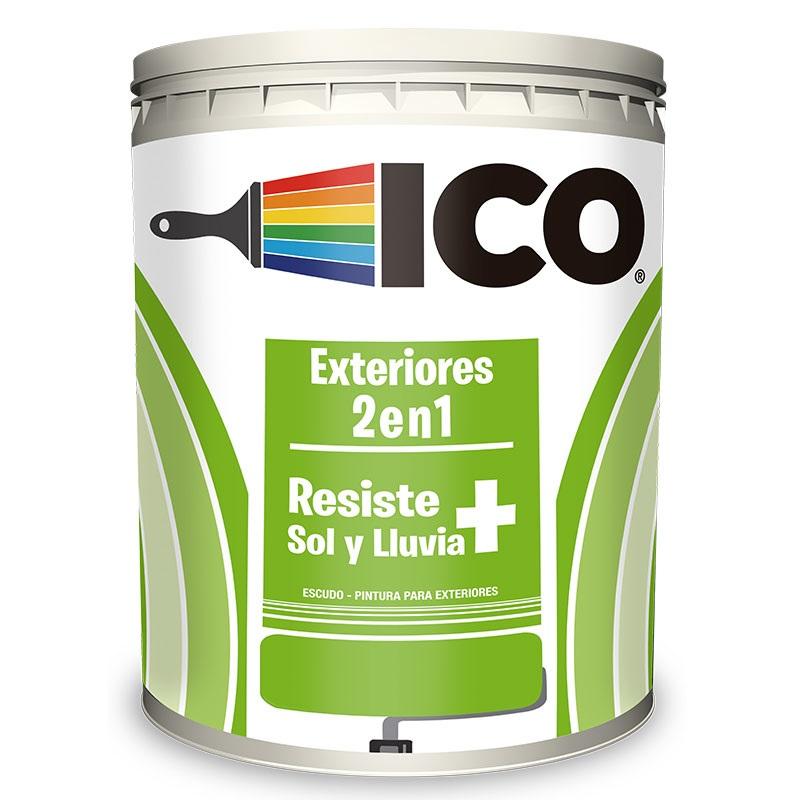 ICO®
Exteriores
2en1
Resiste +
Sol y Lluvia
ESCUDO - PINTURA PARA EXTERIORES